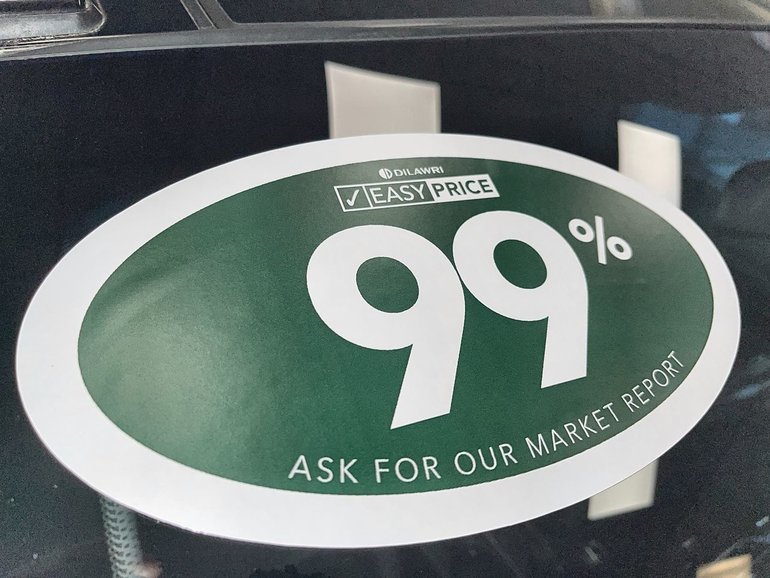 DILAWRI
EASY PRICE
99%
ASK FOR OUR MARKET REPORT